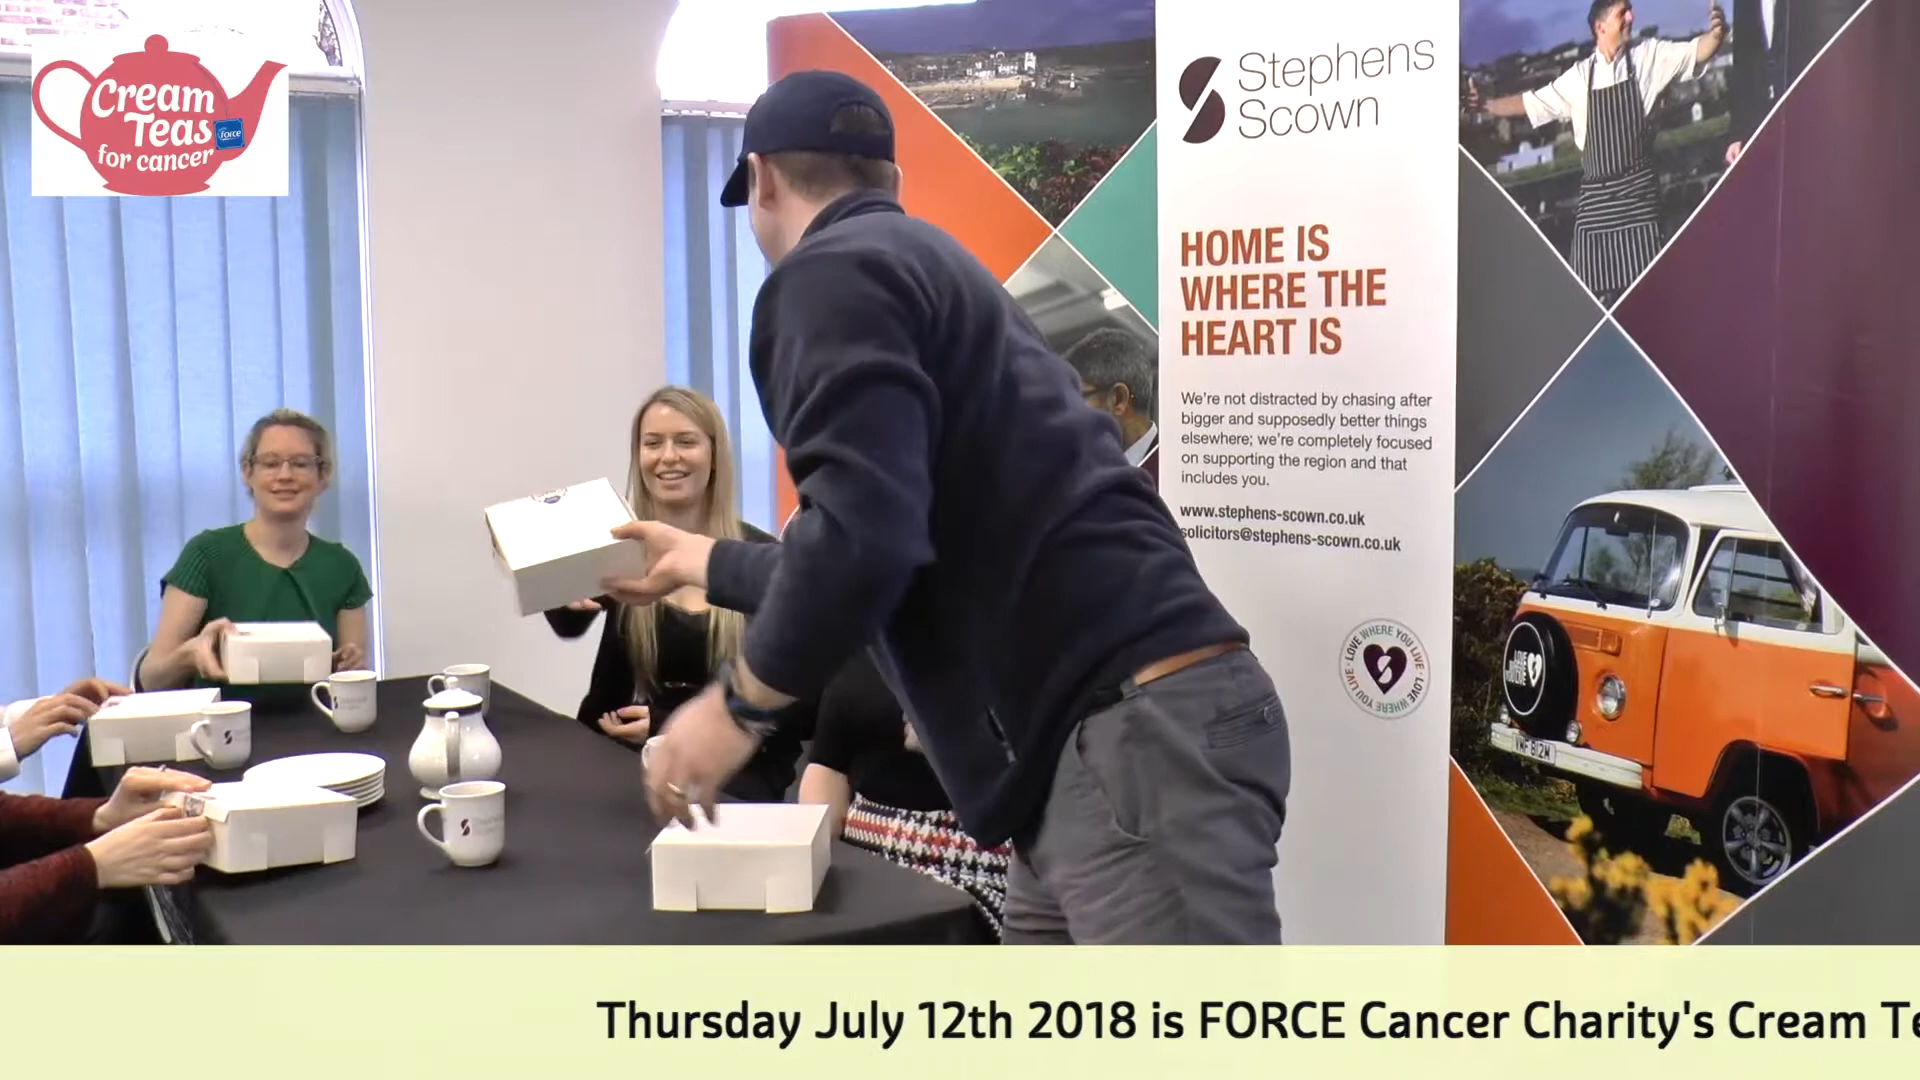 Cream
Teas
for cancer
force
Stephens
Scown
HOME IS
WHERE THE
HEART IS
We're not distracted by chasing after
bigger and supposedly better things
elsewhere; we're completely focused
on supporting the region and that
includes you.
www.stephens-scown.co.uk
solicitors@stephens-scown.co.uk
LOVE WHERE YOU LIVE · LOVE WHERE YOU LIVE ·
VMF 812M
Thursday July 12th 2018 is FORCE Cancer Charity's Cream Te